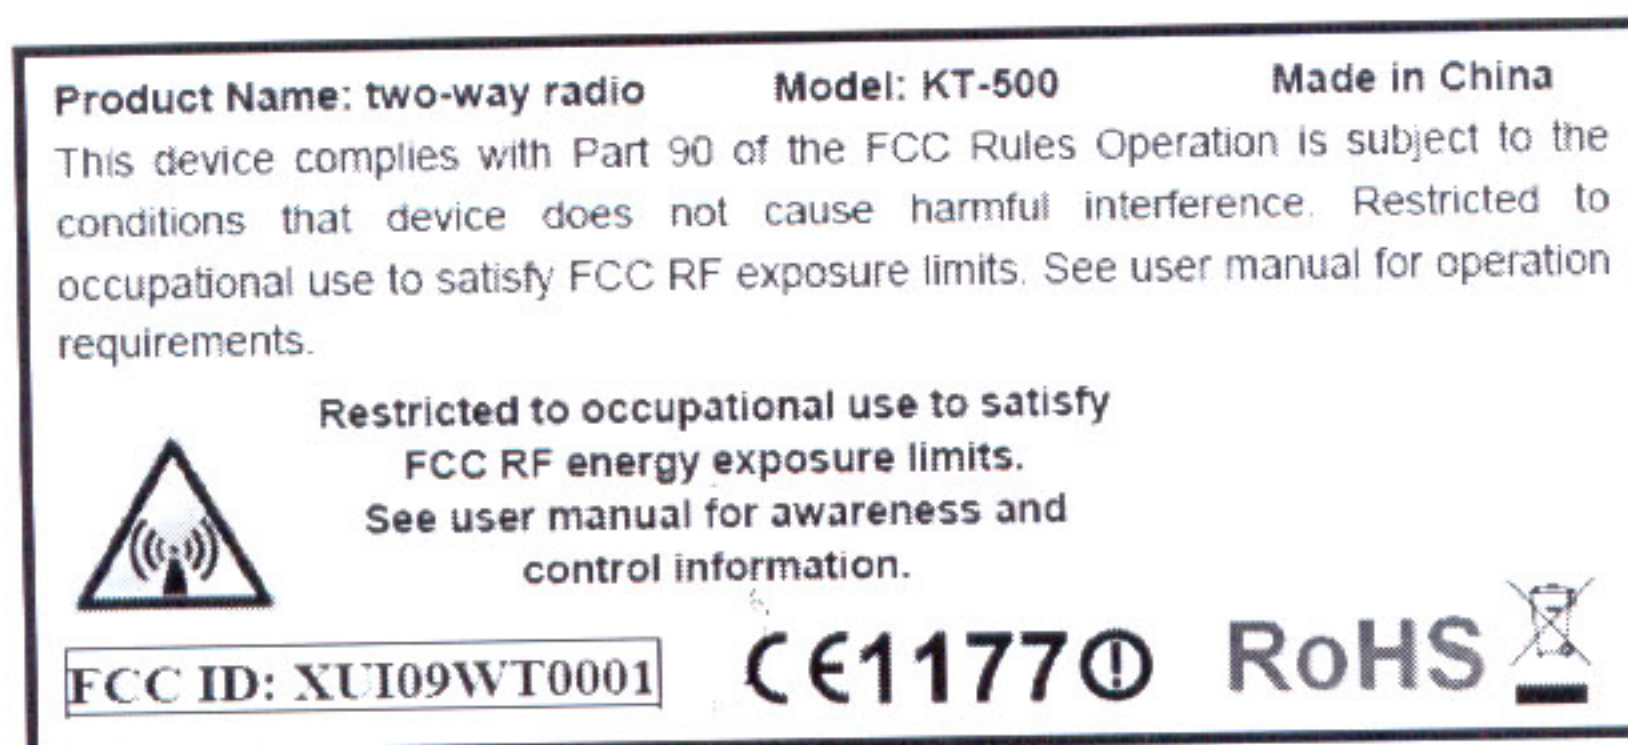 Product Name: two-way radio Model: KT-500 Made in China
This device complies with Part 90 of the FCC Rules Operation is subject to the
conditions that device does not cause harmful interference. Restricted to
occupational use to satisfy FCC RF exposure limits. See user manual for operation
requirements.
Restricted to occupational use to satisfy
FCC RF energy exposure limits.
See user manual for awareness and
control information.
FCC ID: XUI09WT0001 CE1177 RoHS